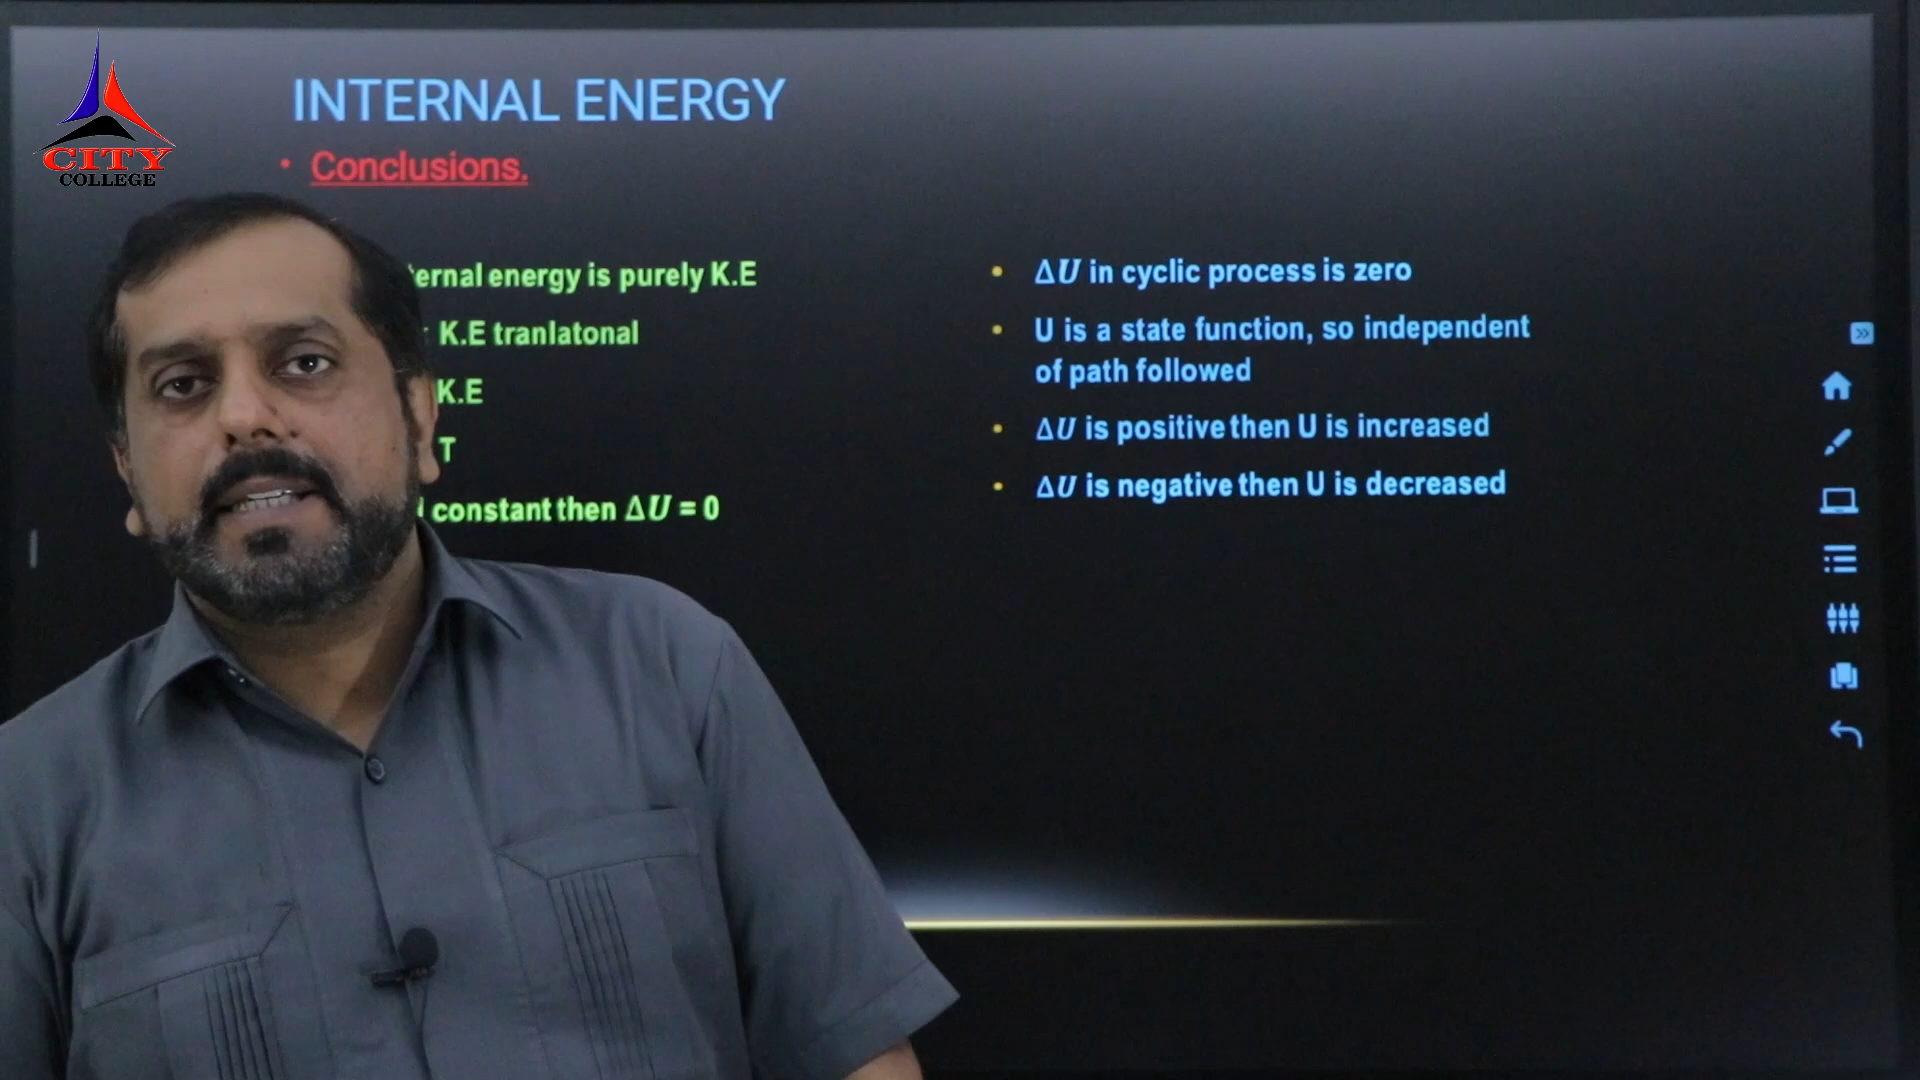 CITY
COLLEGE
INTERNAL ENERGY
• Conclusions.
ternal energy is purely K.E
: K.E tranlatonal
K.E
T
constant then ΔU = 0
• ΔU in cyclic process is zero
• U is a state function, so independent
of path followed
• ΔU is positive then U is increased
• ΔU is negative then U is decreased